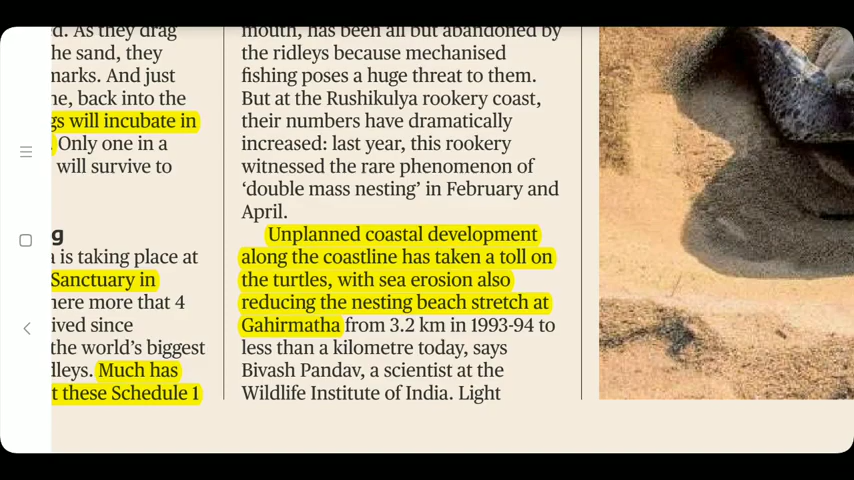 d. As they drag
he sand, they
marks. And just
ne, back into the
gs will incubate in
. Only one in a
will survive to
g
a is taking place at
Sanctuary in
here more that 4
ived since
the world's biggest
dleys. Much has
t these Schedule 1
mouth, has been all but abandoned by
the ridleys because mechanised
fishing poses a huge threat to them.
But at the Rushikulya rookery coast,
their numbers have dramatically
increased: last year, this rookery
witnessed the rare phenomenon of
‘double mass nesting’ in February and
April.
Unplanned coastal development
along the coastline has taken a toll on
the turtles, with sea erosion also
reducing the nesting beach stretch at
Gahirmatha from 3.2 km in 1993-94 to
less than a kilometre today, says
Bivash Pandav, a scientist at the
Wildlife Institute of India. Light